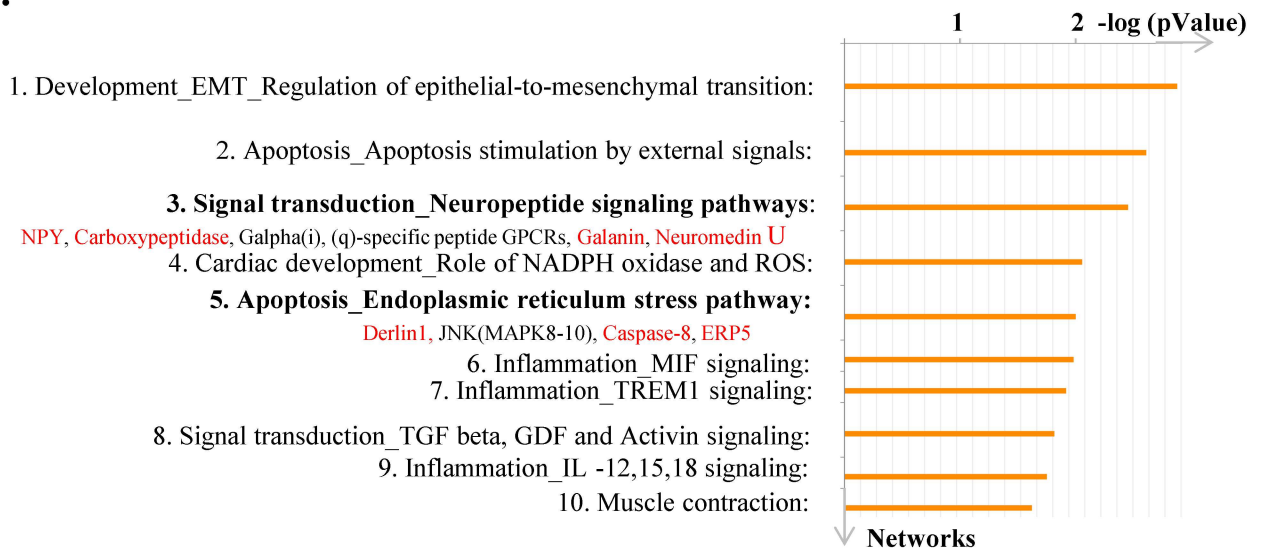 1 2 -log (pValue)
1. Development_EMT_Regulation of epithelial-to-mesenchymal transition:
2. Apoptosis_Apoptosis stimulation by external signals:
3. Signal transduction_Neuropeptide signaling pathways:
NPY, Carboxypeptidase, Galpha(i), (q)-specific peptide GPCRs, Galanin, Neuromedin U
4. Cardiac development_Role of NADPH oxidase and ROS:
5. Apoptosis_Endoplasmic reticulum stress pathway:
Derlin1, JNK(MAPK8-10), Caspase-8, ERP5
6. Inflammation_MIF signaling:
7. Inflammation_TREM1 signaling:
8. Signal transduction_TGF beta, GDF and Activin signaling:
9. Inflammation_IL -12,15,18 signaling:
10. Muscle contraction:
Networks